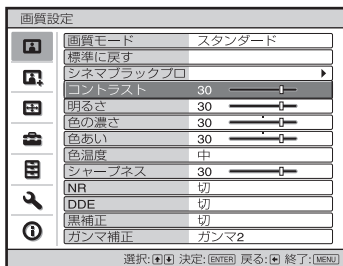 画質設定
画質モード スタンダード
標準に戻す
シネマブラックプロ
コントラスト 30
明るさ 30
色の濃さ 30
色あい 30
色温度 中
シャープネス 30
NR 切
DDE 切
黒補正 切
ガンマ補正 ガンマ2
選択: 決定: ENTER 戻る: 終了: MENU